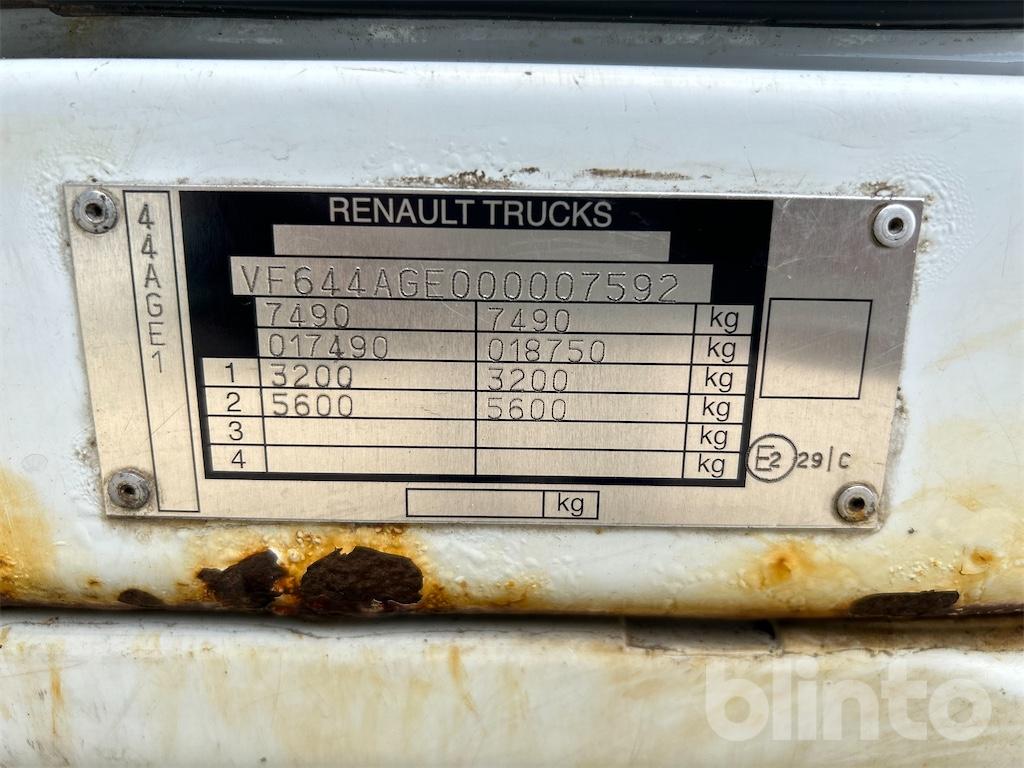 RENAULT TRUCKS
44AGE1
VF644AGE000007592
7490 7490 kg
017490 018750 kg
1 3200 3200 kg
2 5600 5600 kg
3 kg
4 kg
E2 29/C
kg
blinto